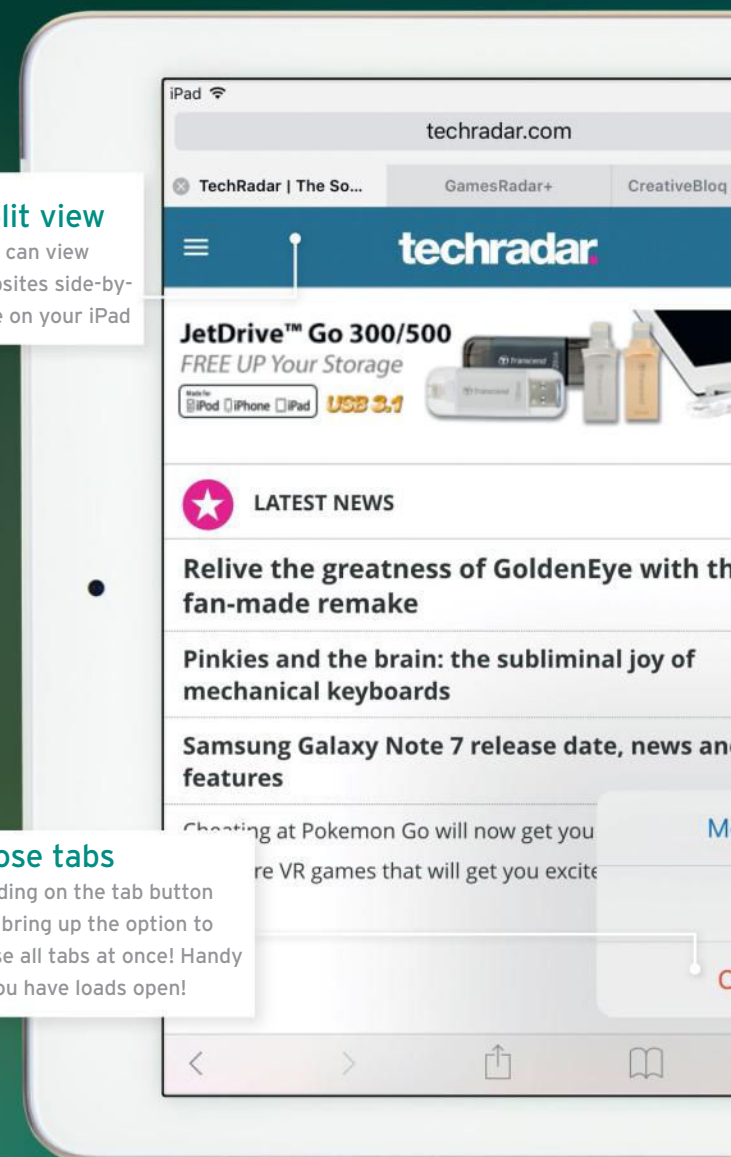 iPad
techradar.com
TechRadar | The So...
GamesRadar+
CreativeBloq
lit view
can view
sites side-by-
on your iPad
techradar.
JetDrive™ Go 300/500
FREE UP Your Storage
Made for
iPod iPhone iPad USB 3.1
Transcend
Transcend
LATEST NEWS
Relive the greatness of GoldenEye with th
fan-made remake
Pinkies and the brain: the subliminal joy of
mechanical keyboards
Samsung Galaxy Note 7 release date, news an
features
Cheating at Pokemon Go will now get you
re VR games that will get you excite
ose tabs
ding on the tab button
bring up the option to
se all tabs at once! Handy
ou have loads open!